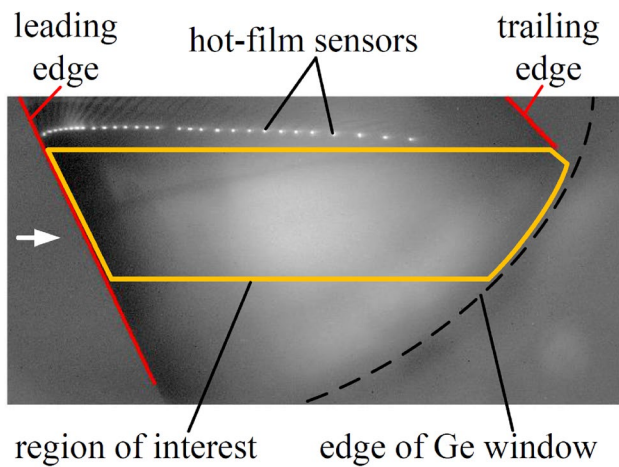 leading
edge
hot-film sensors
trailing
edge
region of interest
edge of Ge window